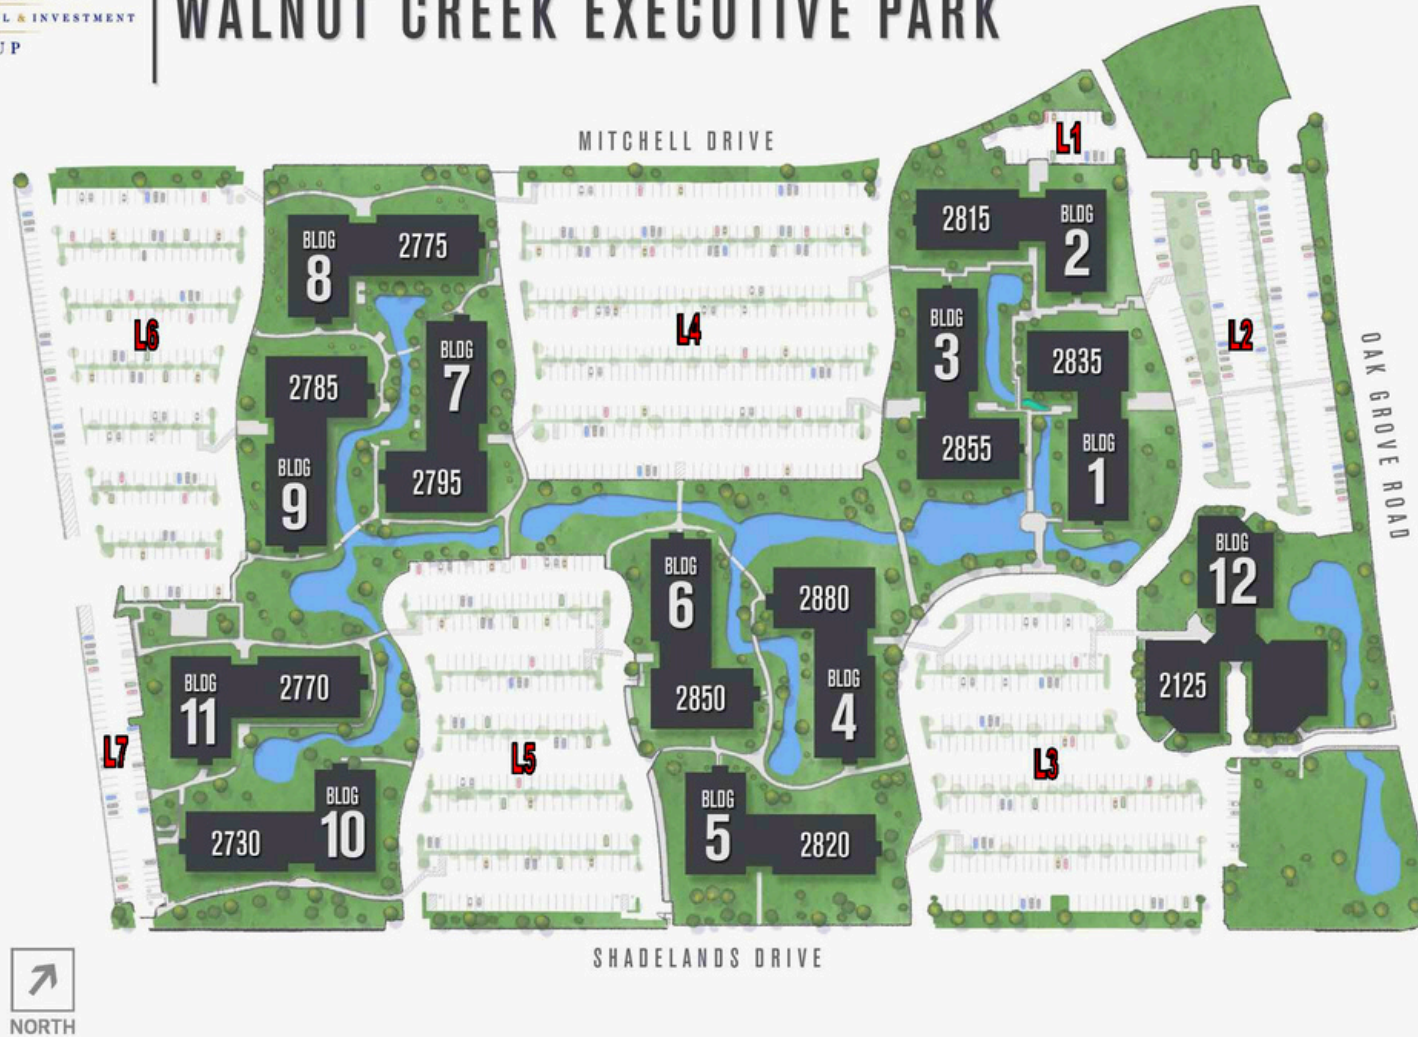 L & INVESTMENT
UP
WALNUT CREEK EXECUTIVE PARK
MITCHELL DRIVE
L1
2815
BLDG
2
BLDG
8
2775
L6
L4
L2
BLDG
3
2835
BLDG
7
2785
OAK GROVE ROAD
2855
BLDG
1
2795
BLDG
9
BLDG
12
BLDG
6
2880
2125
2850
BLDG
4
BLDG
11
2770
L7
L5
L3
BLDG
5
2820
BLDG
10
2730
SHADELANDS DRIVE
NORTH